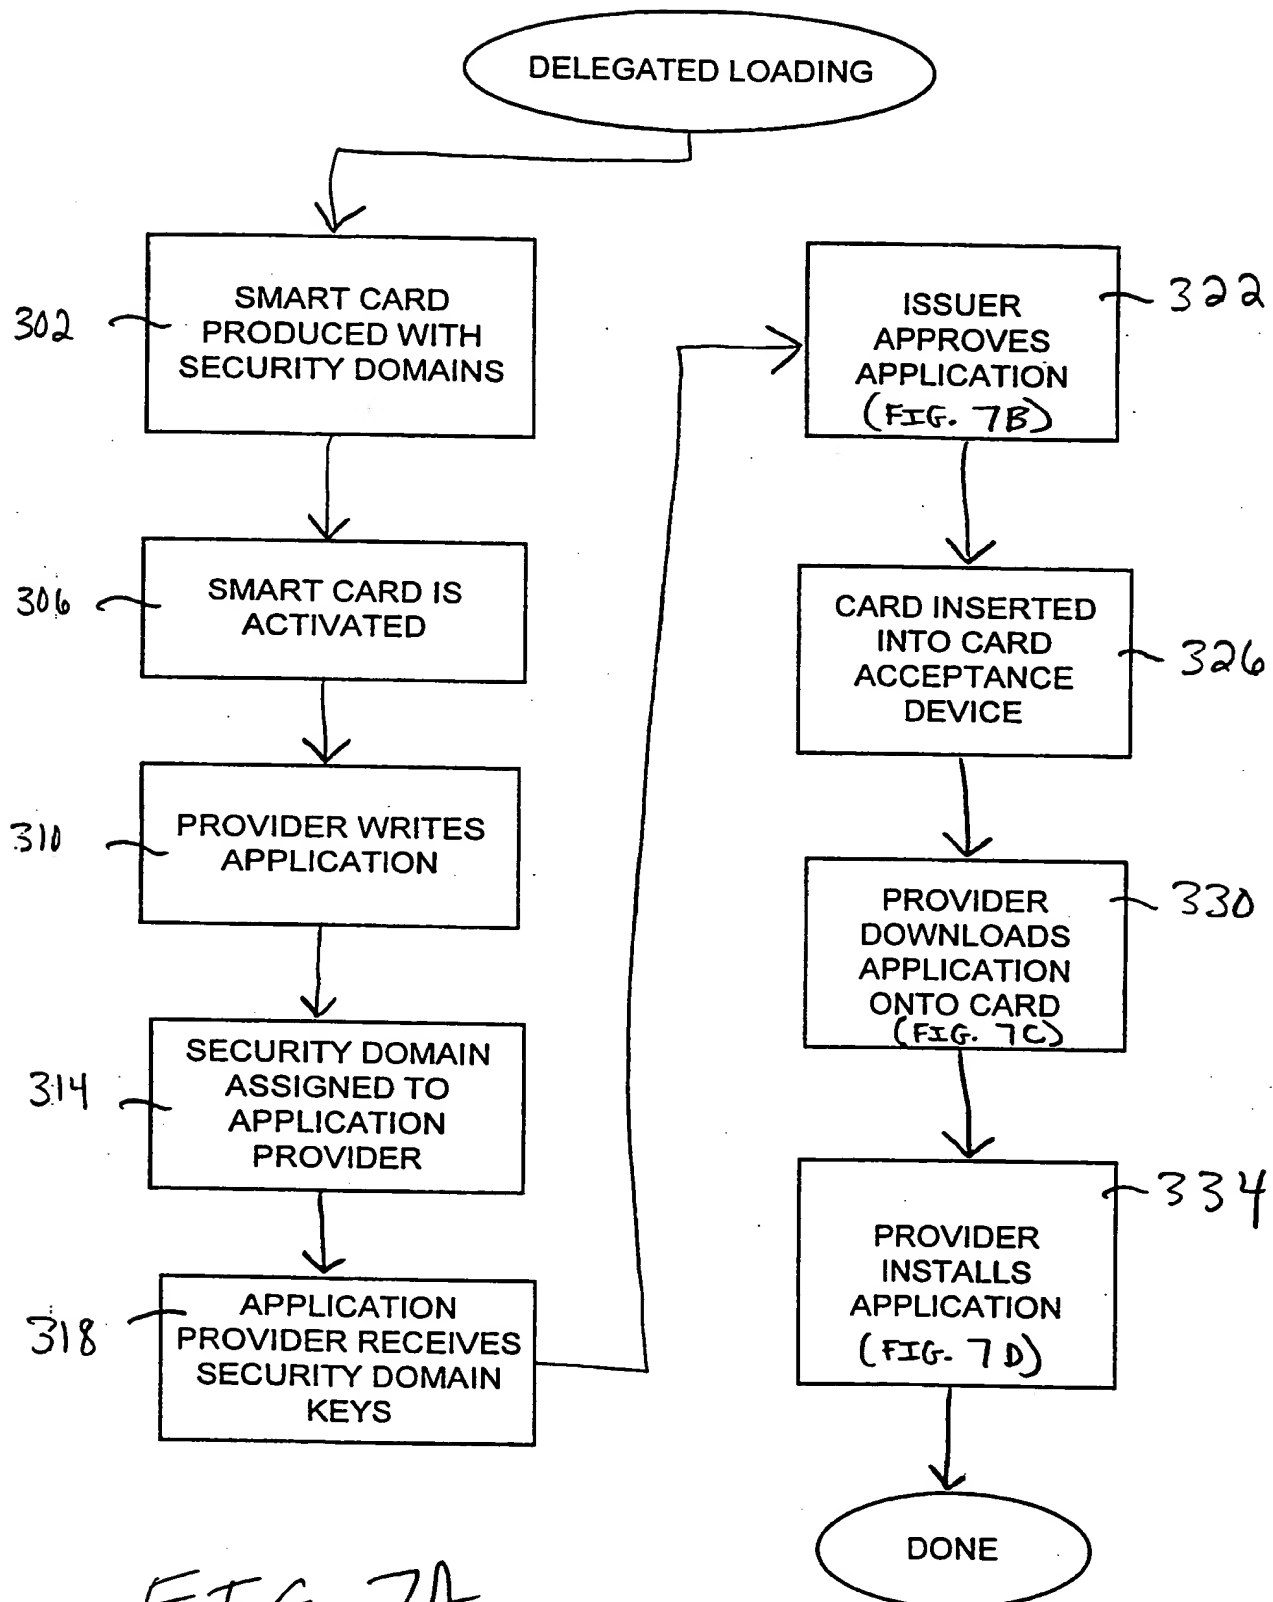 DELEGATED LOADING
302
SMART CARD
PRODUCED WITH
SECURITY DOMAINS
306
SMART CARD IS
ACTIVATED
310
PROVIDER WRITES
APPLICATION
314
SECURITY DOMAIN
ASSIGNED TO
APPLICATION
PROVIDER
318
APPLICATION
PROVIDER RECEIVES
SECURITY DOMAIN
KEYS
322
ISSUER
APPROVES
APPLICATION
(FIG. 7B)
326
CARD INSERTED
INTO CARD
ACCEPTANCE
DEVICE
330
PROVIDER
DOWNLOADS
APPLICATION
ONTO CARD
(FIG. 7C)
334
PROVIDER
INSTALLS
APPLICATION
(FIG. 7D)
DONE
FIG. 7A